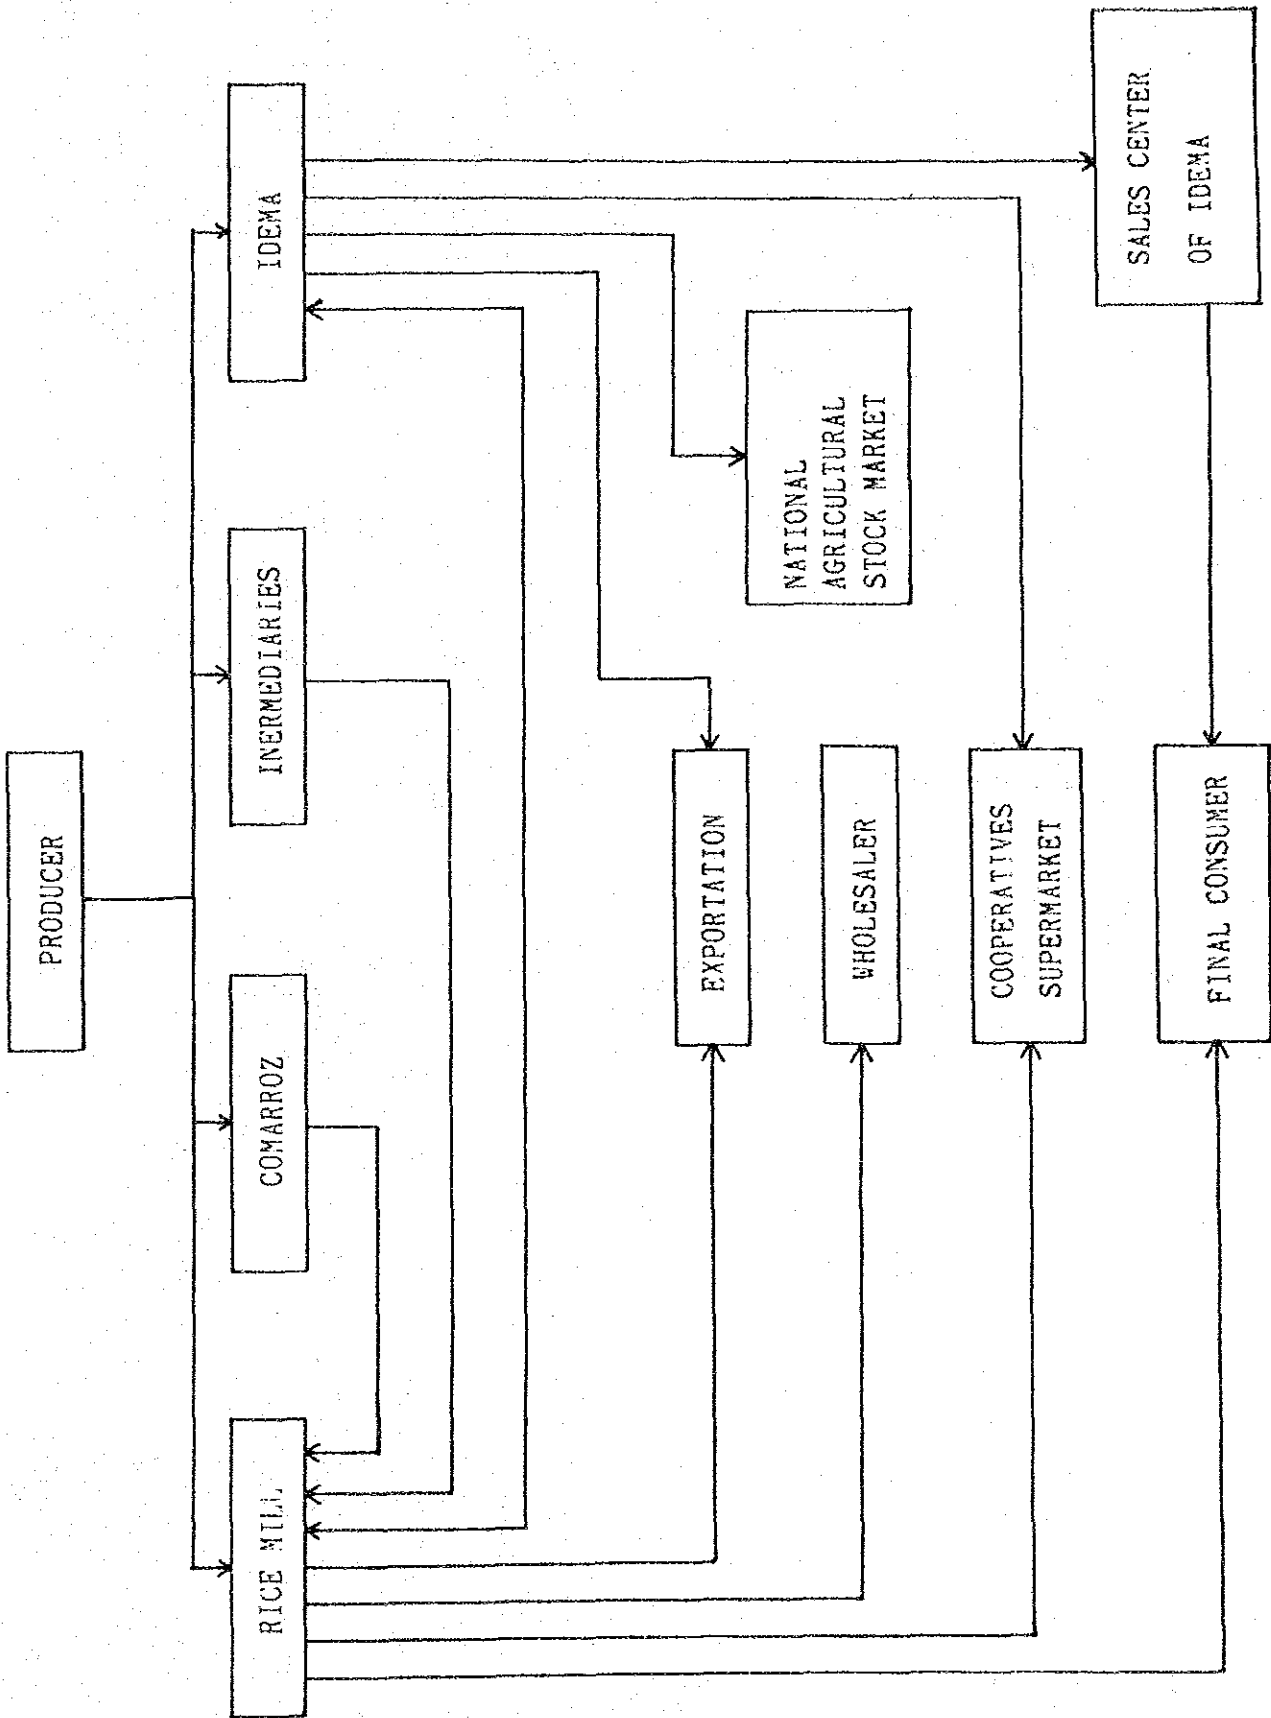 PRODUCER
RICE MILL
COMARROZ
INERMEDIARIES
IDEMA
EXPORTATION
NATIONAL
AGRICULTURAL
STOCK MARKET
WHOLESALER
COOPERATIVES
SUPERMARKET
SALES CENTER
OF IDEMA
FINAL CONSUMER